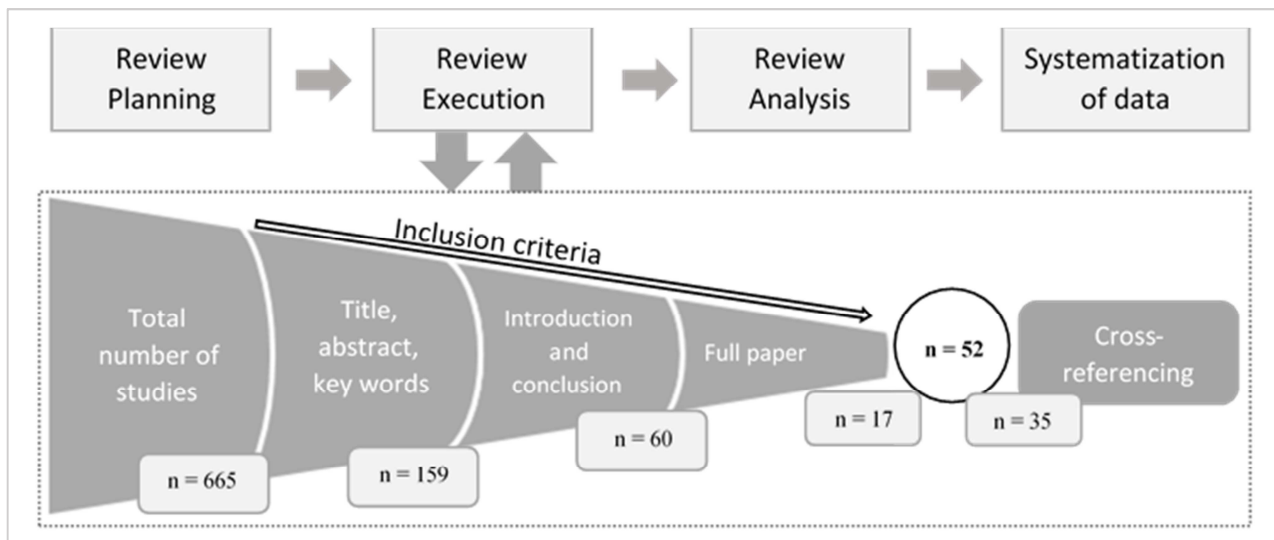 Review
Planning
Review
Execution
Review
Analysis
Systematization
of data
Inclusion criteria
Total
number of
studies
Title,
abstract,
key words
Introduction
and
conclusion
Full paper
n = 52
Cross-
referencing
n = 665
n = 159
n = 60
n = 17
n = 35